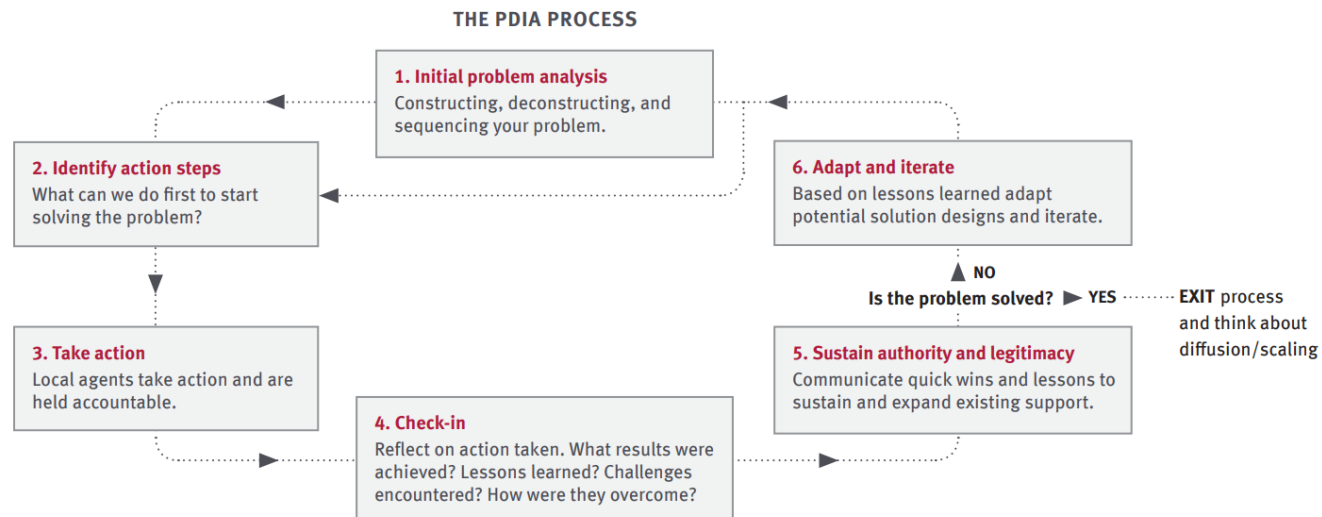 THE PDIA PROCESS
1. Initial problem analysis
Constructing, deconstructing, and
sequencing your problem.
2. Identify action steps
What can we do first to start
solving the problem?
3. Take action
Local agents take action and are
held accountable.
4. Check-in
Reflect on action taken. What results were
achieved? Lessons learned? Challenges
encountered? How were they overcome?
5. Sustain authority and legitimacy
Communicate quick wins and lessons to
sustain and expand existing support.
Is the problem solved? YES
EXIT process
and think about
diffusion/scaling
NO
6. Adapt and iterate
Based on lessons learned adapt
potential solution designs and iterate.